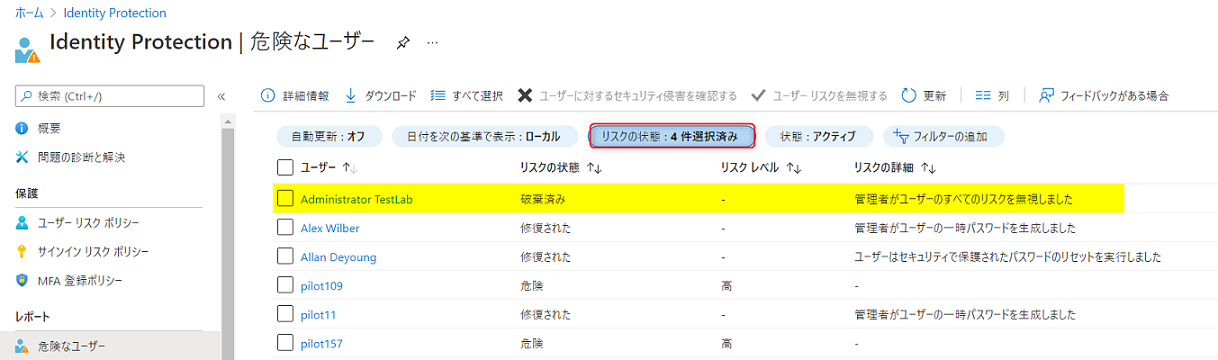 ホーム > Identity Protection
Identity Protection | 危険なユーザー ...
検索 (Ctrl+/) «
詳細情報 ダウンロード すべて選択 ユーザーに対するセキュリティ侵害を確認する ユーザー リスクを無視する 更新 列 フィードバックがある場合
概要
問題の診断と解決
保護
ユーザー リスク ポリシー
サインイン リスク ポリシー
MFA 登録ポリシー
レポート
危険なユーザー
自動更新 : オフ 日付を次の基準で表示 : ローカル リスクの状態 : 4 件選択済み 状態 : アクティブ フィルターの追加
ユーザー ↑↓ リスクの状態 ↑↓ リスク レベル ↑↓ リスクの詳細 ↑↓
Administrator TestLab 破棄済み - 管理者がユーザーのすべてのリスクを無視しました
Alex Wilber 修復された - 管理者がユーザーの一時パスワードを生成しました
Allan Deyoung 修復された - ユーザーはセキュリティで保護されたパスワードのリセットを実行しました
pilot109 危険 高 -
pilot11 修復された - 管理者がユーザーの一時パスワードを生成しました
pilot157 危険 高 -